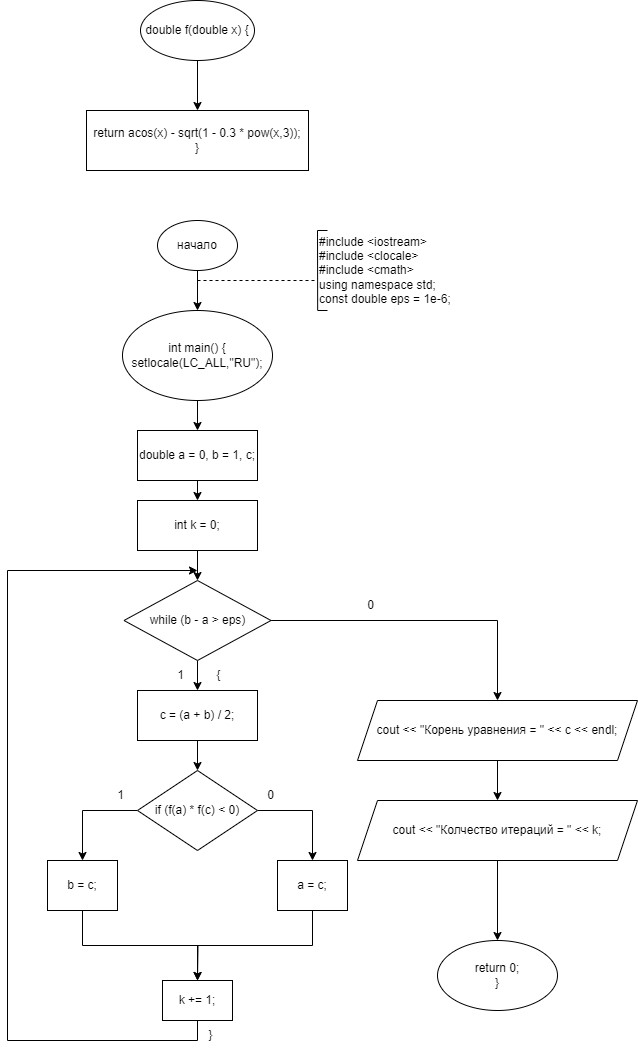 double f(double x) {
return acos(x) - sqrt(1 - 0.3 * pow(x,3));
}
начало
#include <iostream>
#include <clocale>
#include <cmath>
using namespace std;
const double eps = 1e-6;
int main() {
setlocale(LC_ALL,"RU");
double a = 0, b = 1, c;
int k = 0;
while (b - a > eps)
0
1 {
c = (a + b) / 2;
cout << "Корень уравнения = " << c << endl;
if (f(a) * f(c) < 0)
1
0
cout << "Колчество итераций = " << k;
b = c;
a = c;
return 0;
}
k += 1;
}